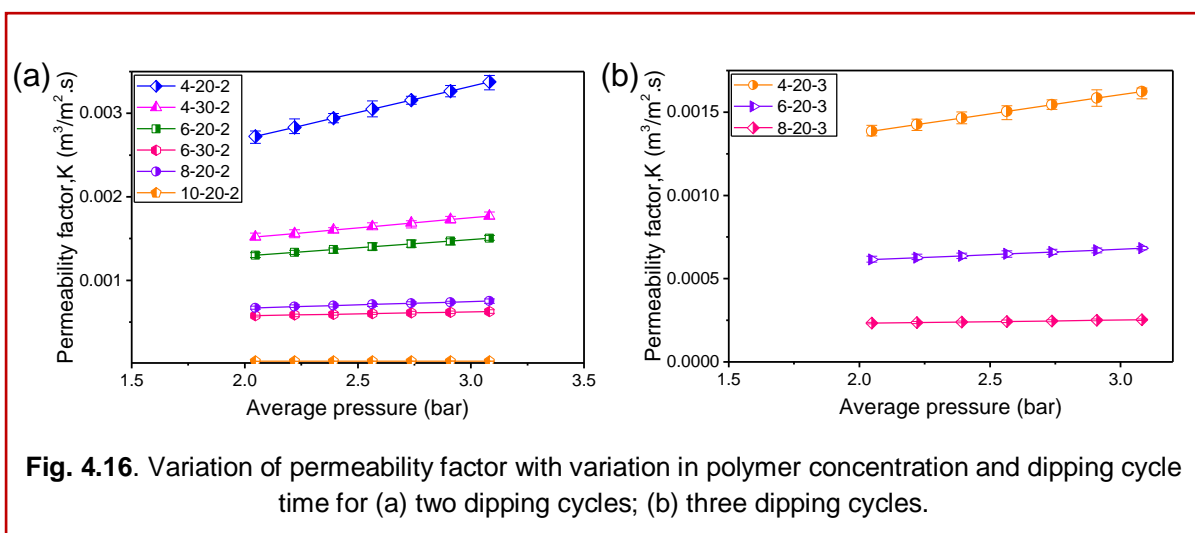 (a)
4-20-2
4-30-2
6-20-2
6-30-2
8-20-2
10-20-2
Permeability factor,K (m³/m².s)
0.003
0.002
0.001
1.5 2.0 2.5 3.0 3.5
Average pressure (bar)
(b)
4-20-3
6-20-3
8-20-3
Permeability factor,K (m³/m².s)
0.0015
0.0010
0.0005
0.0000
1.5 2.0 2.5 3.0
Average pressure (bar)
Fig. 4.16. Variation of permeability factor with variation in polymer concentration and dipping cycle
time for (a) two dipping cycles; (b) three dipping cycles.